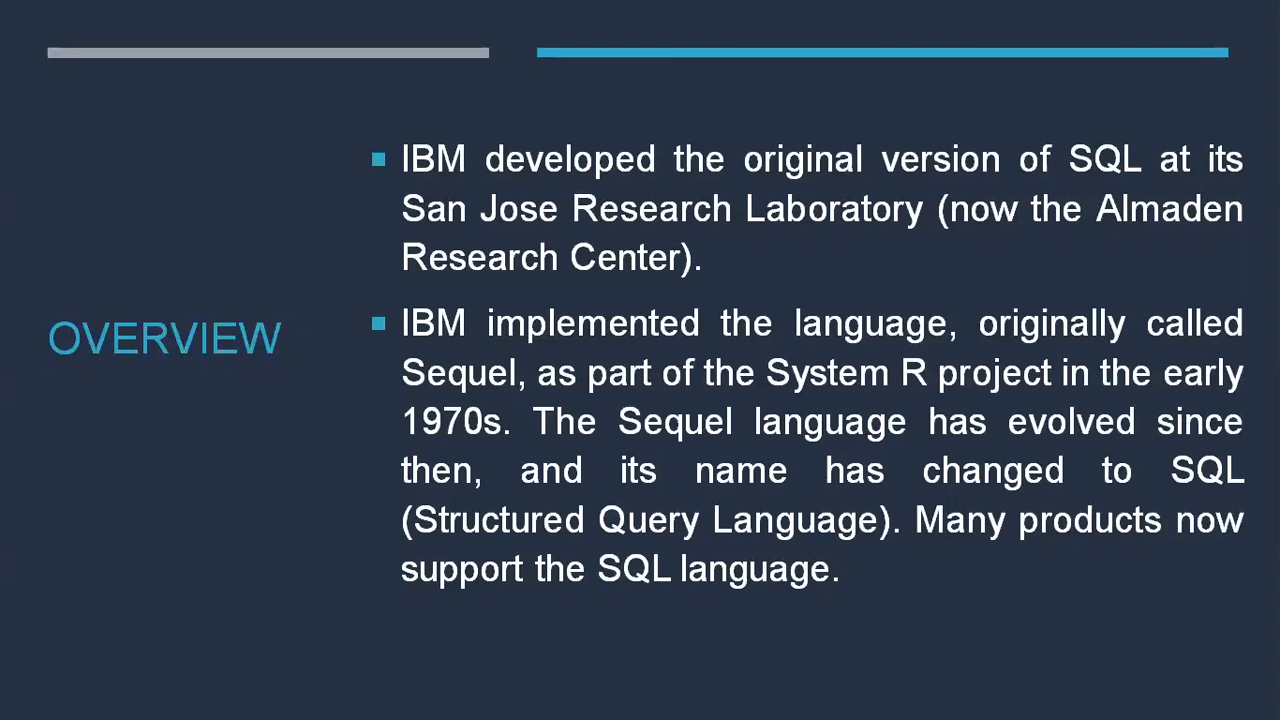 OVERVIEW
IBM developed the original version of SQL at its
San Jose Research Laboratory (now the Almaden
Research Center).
IBM implemented the language, originally called
Sequel, as part of the System R project in the early
1970s. The Sequel language has evolved since
then, and its name has changed to SQL
(Structured Query Language). Many products now
support the SQL language.